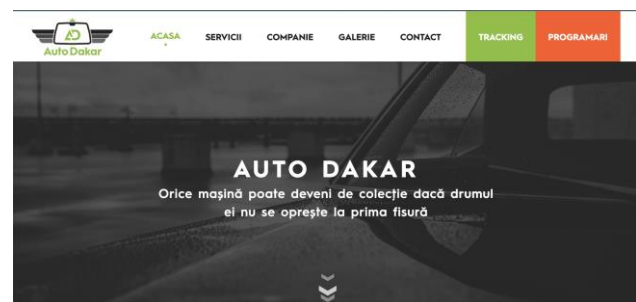 AD
Auto Dakar
ACASA
SERVICII
COMPANIE
GALERIE
CONTACT
TRACKING
PROGRAMARI
AUTO DAKAR
Orice mașină poate deveni de colecție dacă drumul
ei nu se oprește la prima fisură